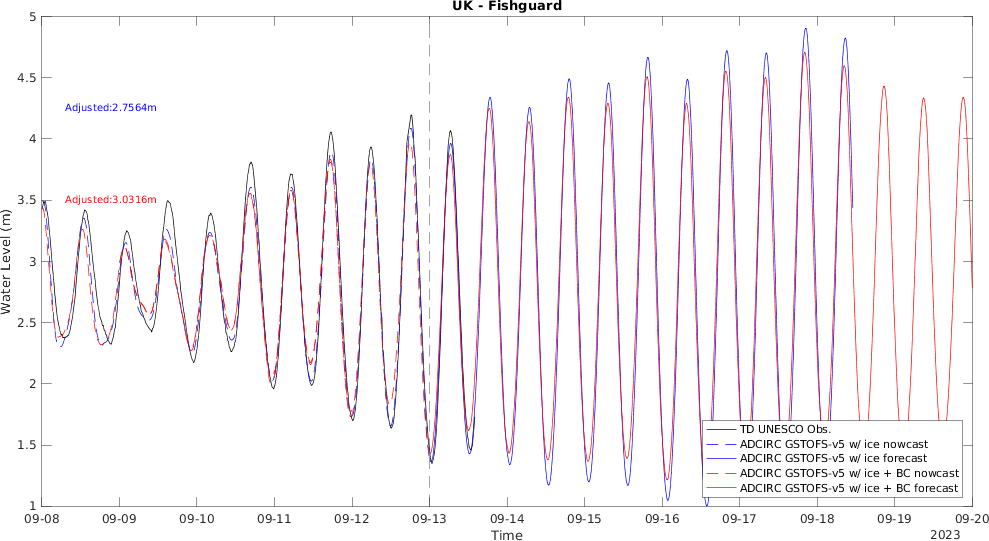 UK - Fishguard
5
4.5
4
3.5
3
2.5
2
1.5
1
Water Level (m)
Adjusted:2.7564m
Adjusted:3.0316m
TD UNESCO Obs.
ADCIRC GSTOFS-v5 w/ ice nowcast
ADCIRC GSTOFS-v5 w/ ice forecast
ADCIRC GSTOFS-v5 w/ ice + BC nowcast
ADCIRC GSTOFS-v5 w/ ice + BC forecast
09-08 09-09 09-10 09-11 09-12 09-13 09-14 09-15 09-16 09-17 09-18 09-19 09-20
Time
2023